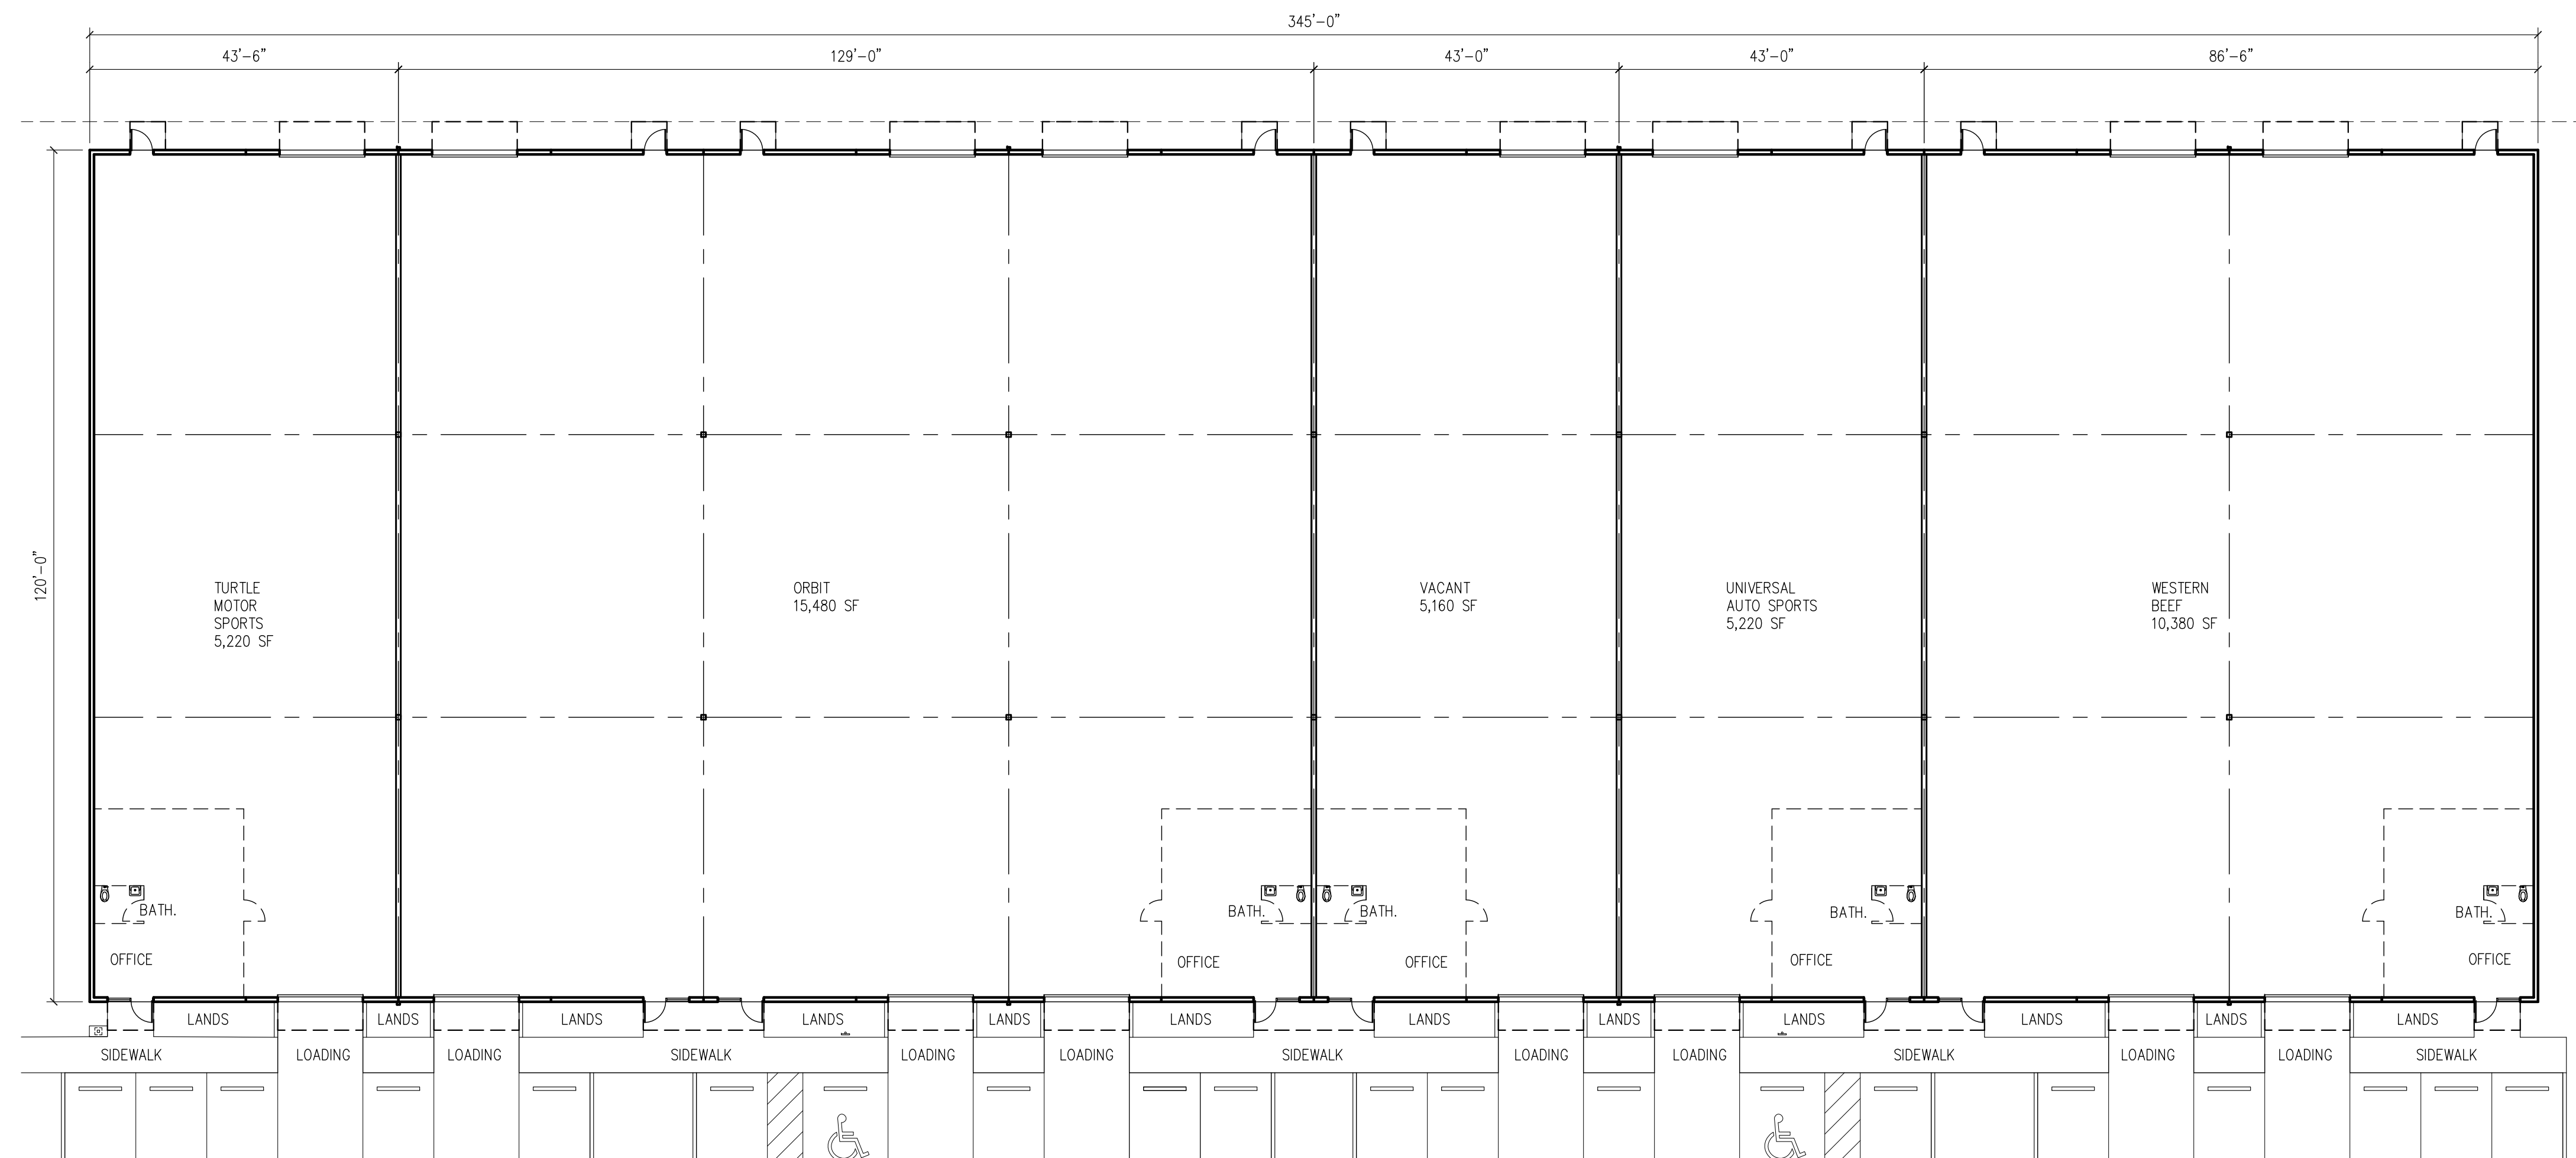 345'-0"
43'-6" 129'-0" 43'-0" 43'-0" 86'-6"
120'-0"
TURTLE
MOTOR
SPORTS
5,220 SF
ORBIT
15,480 SF
VACANT
5,160 SF
UNIVERSAL
AUTO SPORTS
5,220 SF
WESTERN
BEEF
10,380 SF
BATH. BATH. BATH. BATH. BATH.
OFFICE OFFICE OFFICE OFFICE OFFICE
LANDS LANDS LANDS LANDS LANDS LANDS LANDS LANDS LANDS LANDS LANDS LANDS
SIDEWALK LOADING LOADING SIDEWALK LOADING LOADING SIDEWALK LOADING LOADING SIDEWALK LOADING LOADING SIDEWALK